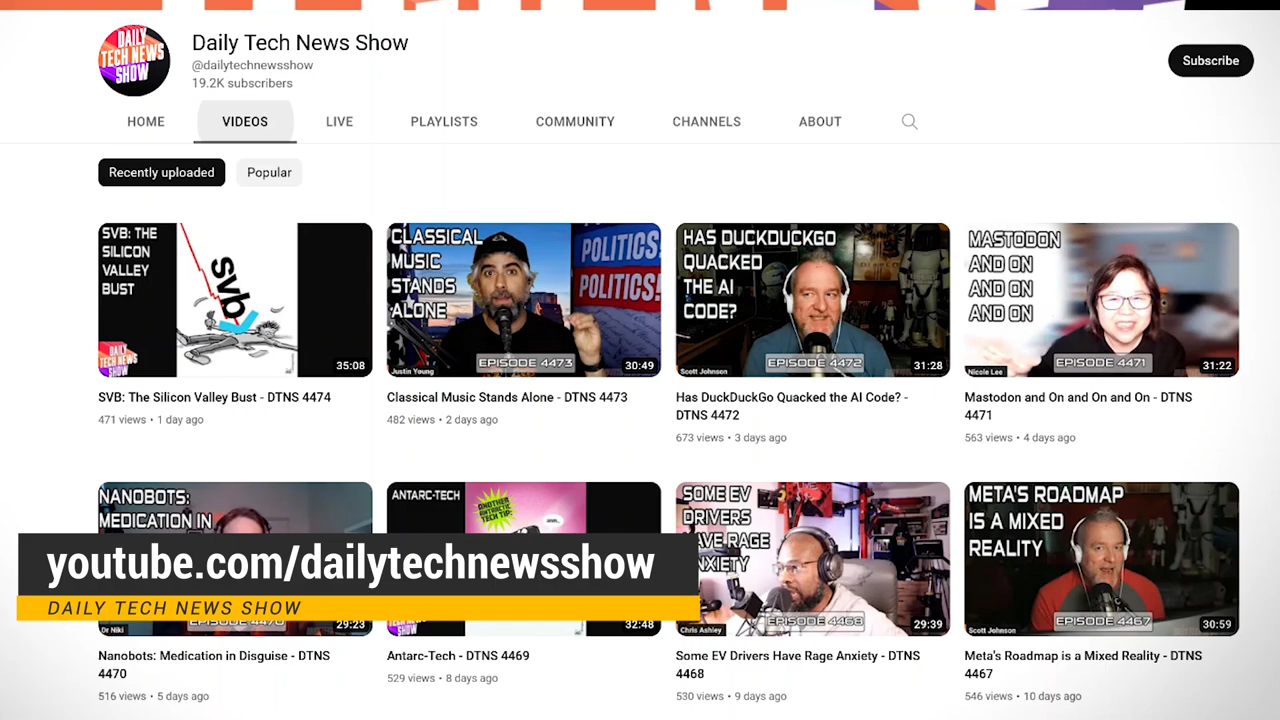 DAILY
TECH NEWS
SHOW
Daily Tech News Show
@dailytechnewsshow
19.2K subscribers
Subscribe
HOME
VIDEOS
LIVE
PLAYLISTS
COMMUNITY
CHANNELS
ABOUT
Recently uploaded
Popular
SVB: THE
SILICON
VALLEY
BUST
svb
DAILY
TECH NEWS
SHOW
35:08
SVB: The Silicon Valley Bust - DTNS 4474
471 views • 1 day ago
CLASSICAL
MUSIC
STANDS
ALONE
POLITICS!
POLITICS!
EPISODE 4473
Justin Young
30:49
Classical Music Stands Alone - DTNS 4473
482 views • 2 days ago
HAS DUCKDUCKGO
QUACKED
THE AI
CODE?
EPISODE 4472
Scott Johnson
31:28
Has DuckDuckGo Quacked the AI Code? -
DTNS 4472
673 views • 3 days ago
MASTODON
AND ON
AND ON
AND ON
EPISODE 4471
Nicole Lee
31:22
Mastodon and On and On and On - DTNS
4471
563 views • 4 days ago
NANOBOTS:
MEDICATION IN
EPISODE 4470
Dr Niki
29:23
Nanobots: Medication in Disguise - DTNS
4470
516 views • 5 days ago
ANTARC-TECH
ANOTHER
ANTARCTIC
TECH TIP:
SHOW
32:48
Antarc-Tech - DTNS 4469
529 views • 8 days ago
SOME EV
DRIVERS
HAVE RAGE
ANXIETY
EPISODE 4468
Chris Ashley
29:39
Some EV Drivers Have Rage Anxiety - DTNS
4468
530 views • 9 days ago
META'S ROADMAP
IS A MIXED
REALITY
EPISODE 4467
Scott Johnson
30:59
Meta's Roadmap is a Mixed Reality - DTNS
4467
546 views • 10 days ago
youtube.com/dailytechnewsshow
DAILY TECH NEWS SHOW